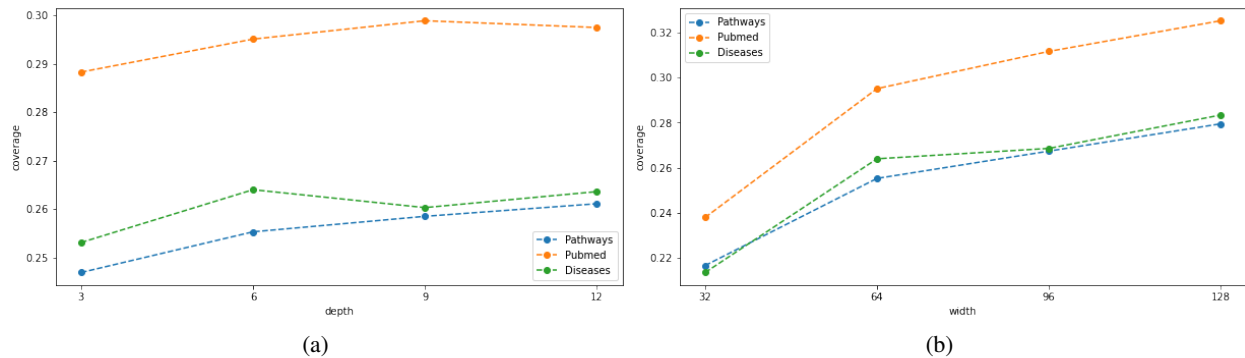 0.30
0.29
0.28
0.27
0.26
0.25
coverage
3
6
9
12
depth
Pathways
Pubmed
Diseases
(a)
0.32
0.30
0.28
0.26
0.24
0.22
coverage
32
64
96
128
width
Pathways
Pubmed
Diseases
(b)